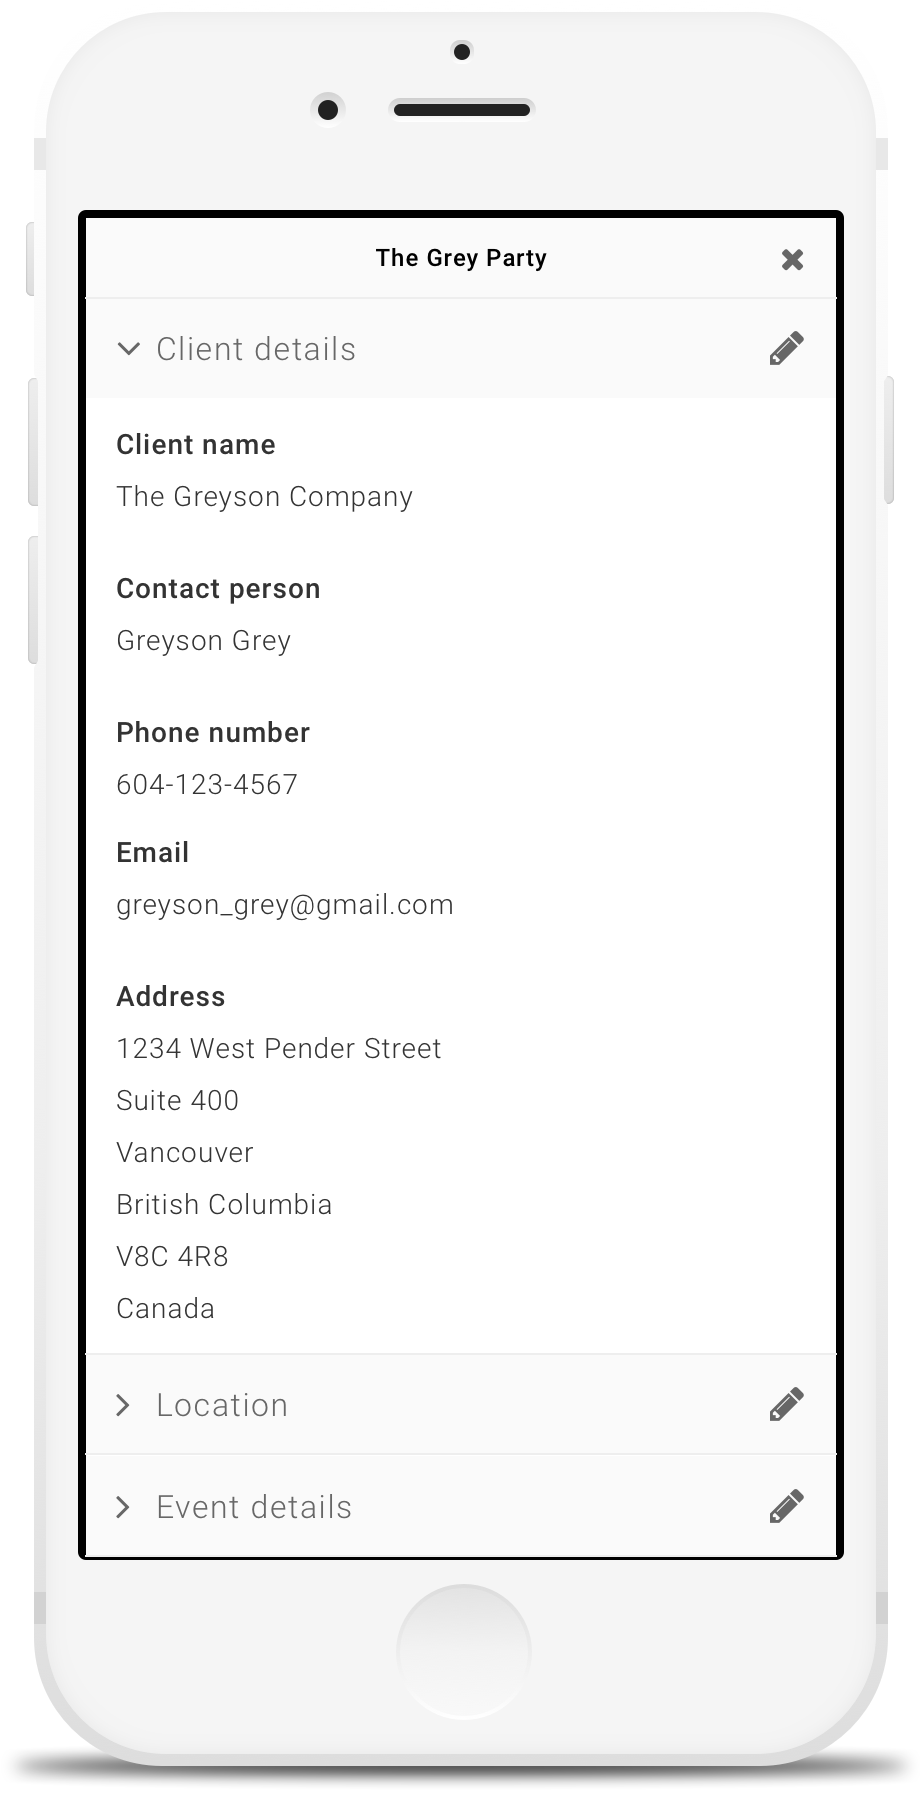 The Grey Party
Client details
Client name
The Greyson Company
Contact person
Greyson Grey
Phone number
604-123-4567
Email
greyson_grey@gmail.com
Address
1234 West Pender Street
Suite 400
Vancouver
British Columbia
V8C 4R8
Canada
Location
Event details